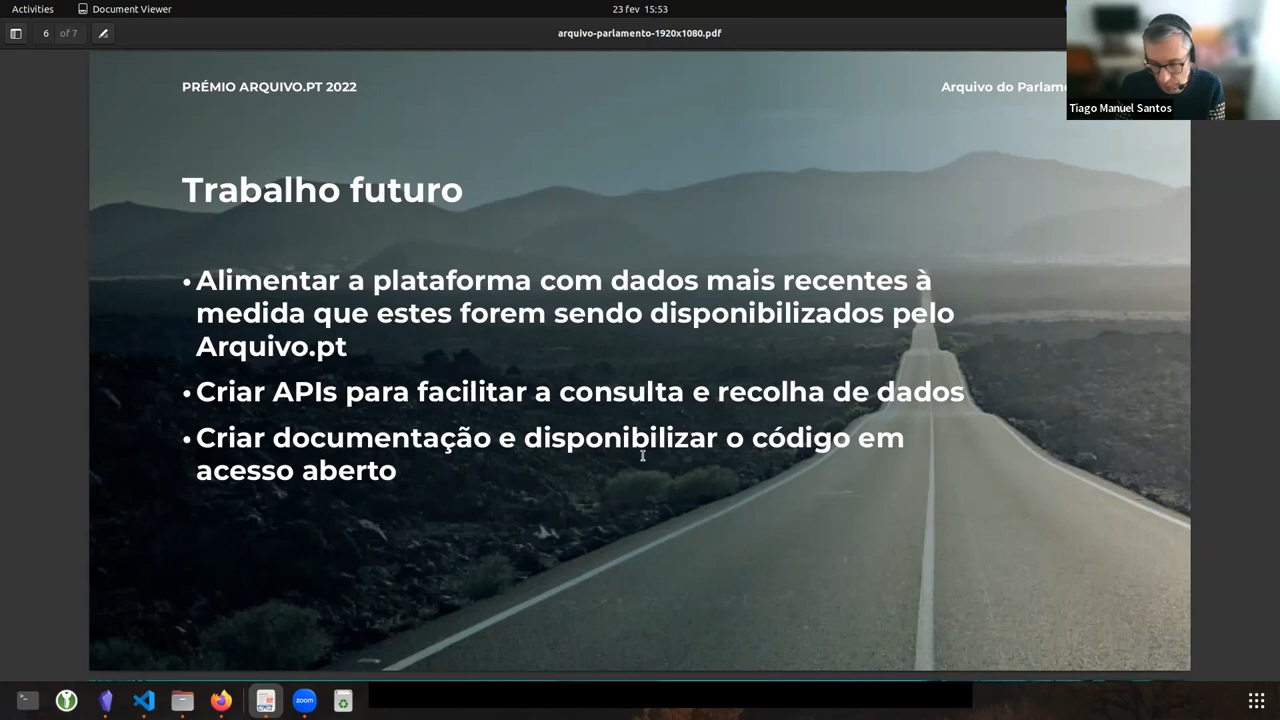 Activities
Document Viewer
23 fev 15:53
6 of 7
arquivo-parlamento-1920x1080.pdf
PRÉMIO ARQUIVO.PT 2022
Arquivo do
Tiago Manuel Santos
Trabalho futuro
• Alimentar a plataforma com dados mais recentes à
medida que estes forem sendo disponibilizados pelo
Arquivo.pt
• Criar APIs para facilitar a consulta e recolha de dados
• Criar documentação e disponibilizar o código em
acesso aberto
zoom